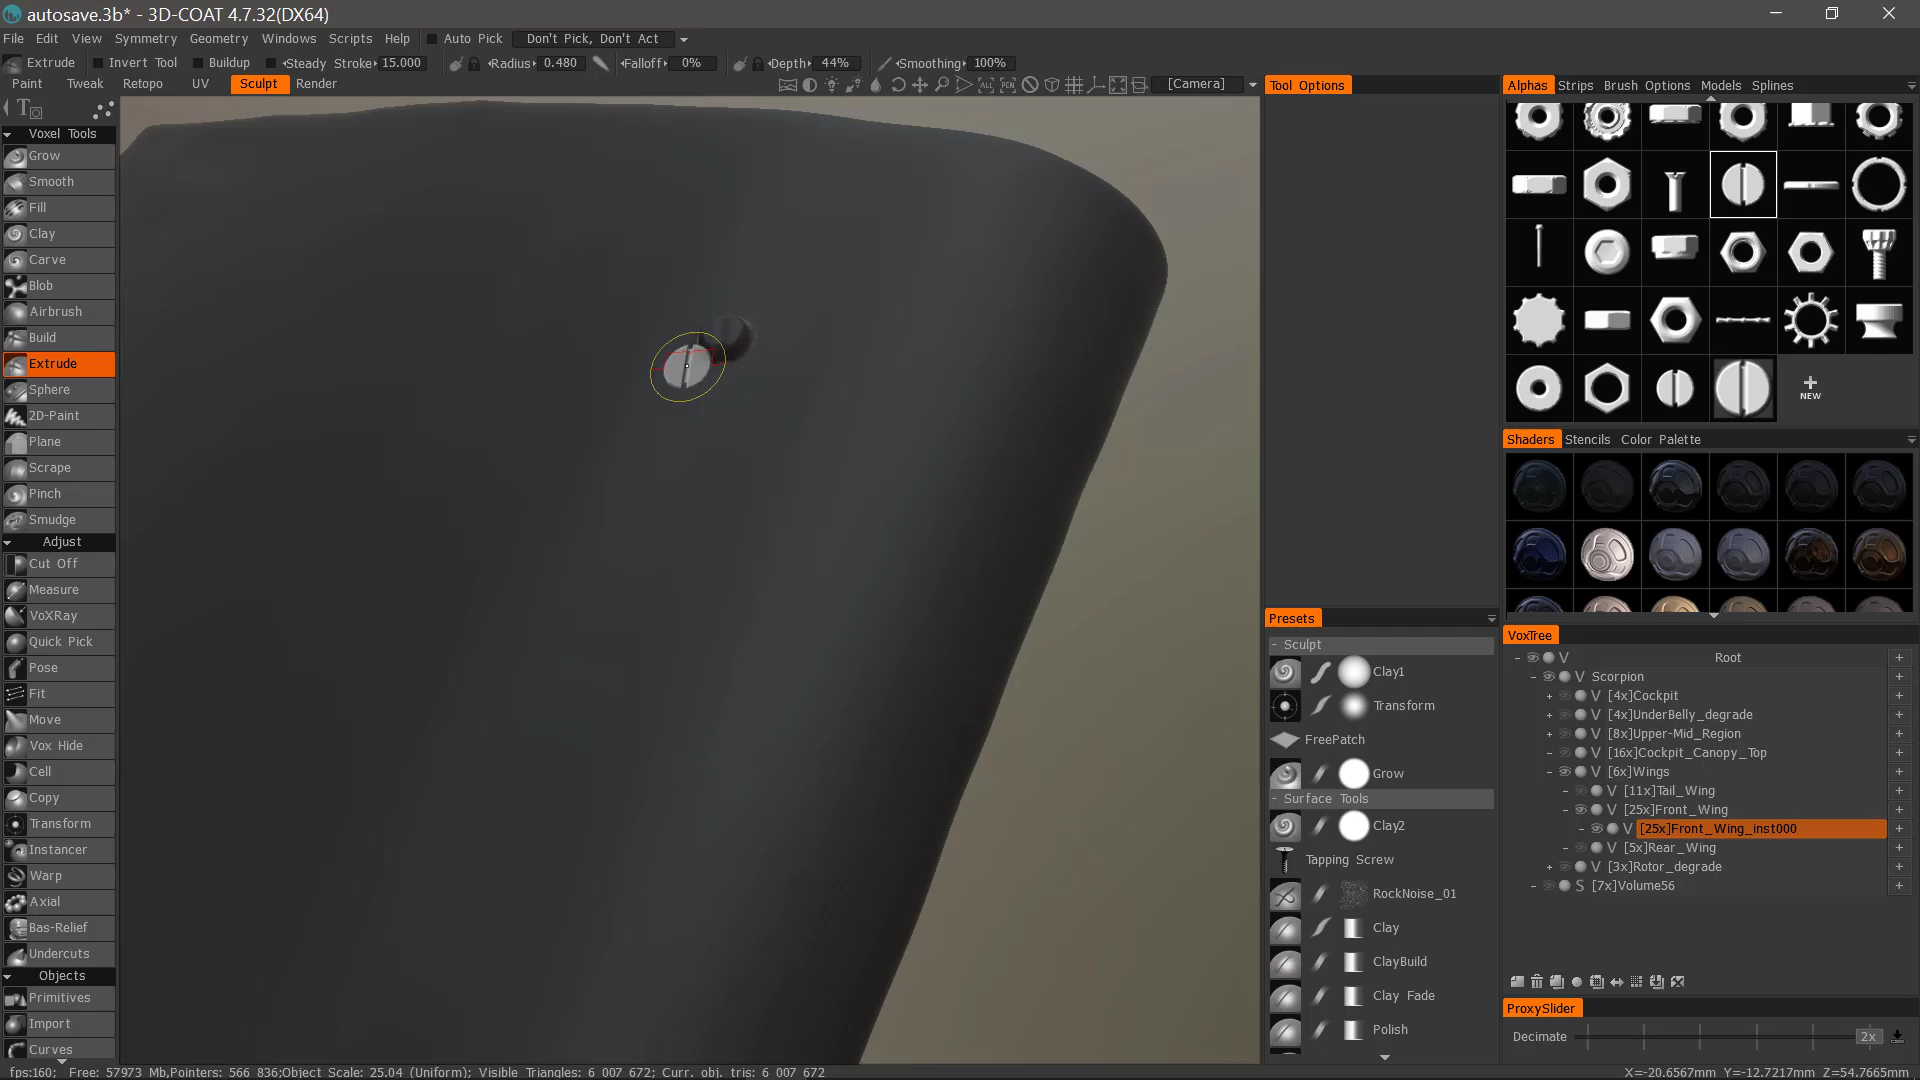 autosave.3b* - 3D-COAT 4.7.32(DX64)
File Edit View Symmetry Geometry Windows Scripts Help Auto Pick Don't Pick, Don't Act
Extrude Invert Tool Buildup Steady Stroke 15.000 Radius 0.480 Falloff 0% Depth 44% Smoothing 100%
Paint Tweak Retopo UV Sculpt Render [Camera]
Tool Options
Alphas Strips Brush Options Models Splines
Voxel Tools
Grow
Smooth
Fill
Clay
Carve
Blob
Airbrush
Build
Extrude
Sphere
2D-Paint
Plane
Scrape
Pinch
Smudge
Adjust
Cut Off
Measure
VoXRay
Quick Pick
Pose
Fit
Move
Vox Hide
Cell
Copy
Transform
Instancer
Warp
Axial
Bas-Relief
Undercuts
Objects
Primitives
Import
Curves
NEW
Shaders Stencils Color Palette
Presets
- Sculpt
Clay1
Transform
FreePatch
Grow
- Surface Tools
Clay2
Tapping Screw
RockNoise_01
Clay
ClayBuild
Clay Fade
Polish
VoxTree
V Root
V Scorpion
V [4x]Cockpit
V [4x]UnderBelly_degrade
V [8x]Upper-Mid_Region
V [16x]Cockpit_Canopy_Top
V [6x]Wings
V [11x]Tail_Wing
V [25x]Front_Wing
V [25x]Front_Wing_inst000
V [5x]Rear_Wing
V [3x]Rotor_degrade
S [7x]Volume56
ProxySlider
Decimate 2x
fps:160; Free: 57973 Mb,Pointers: 566 836;Object Scale: 25.04 (Uniform); Visible Triangles: 6 007 672; Curr. obj. tris: 6 007 672
X=-20.6567mm Y=-12.7217mm Z=54.7665mm